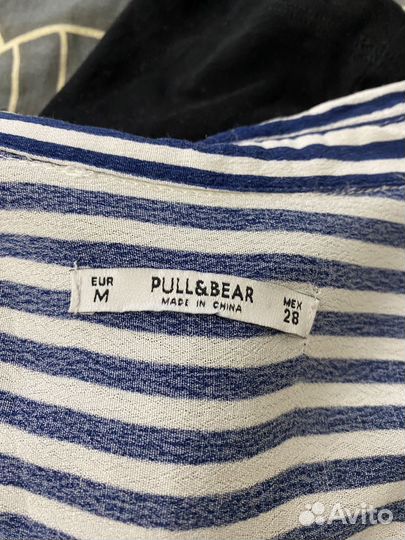 EUR
M
PULL&BEAR
MADE IN CHINA
MEX
28
Avito